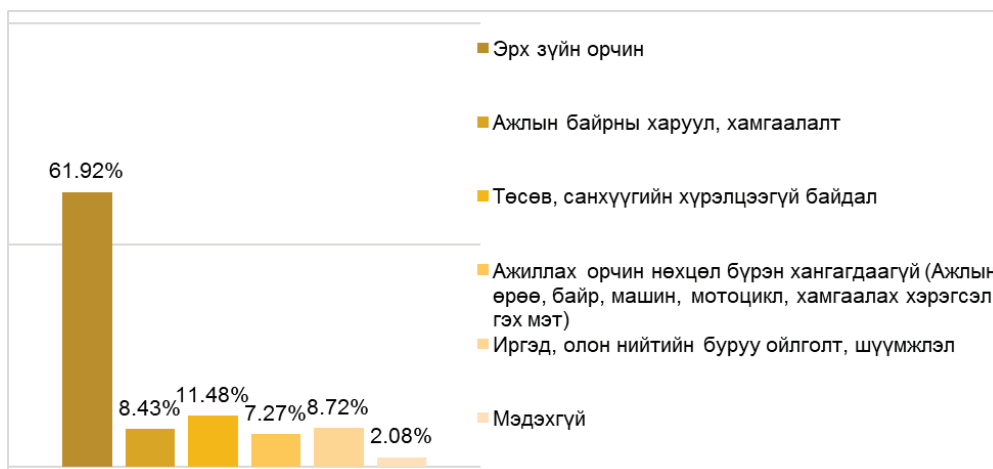 61.92%
8.43%
11.48%
7.27%
8.72%
2.08%
Эрх зүйн орчин
Ажлын байрны харуул, хамгаалалт
Төсөв, санхүүгийн хүрэлцээгүй байдал
Ажиллах орчин нөхцөл бүрэн хангагдаагүй (Ажлын
өрөө, байр, машин, мотоцикл, хамгаалах хэрэгсэл
гэх мэт)
Иргэд, олон нийтийн буруу ойлголт, шүүмжлэл
Мэдэхгүй